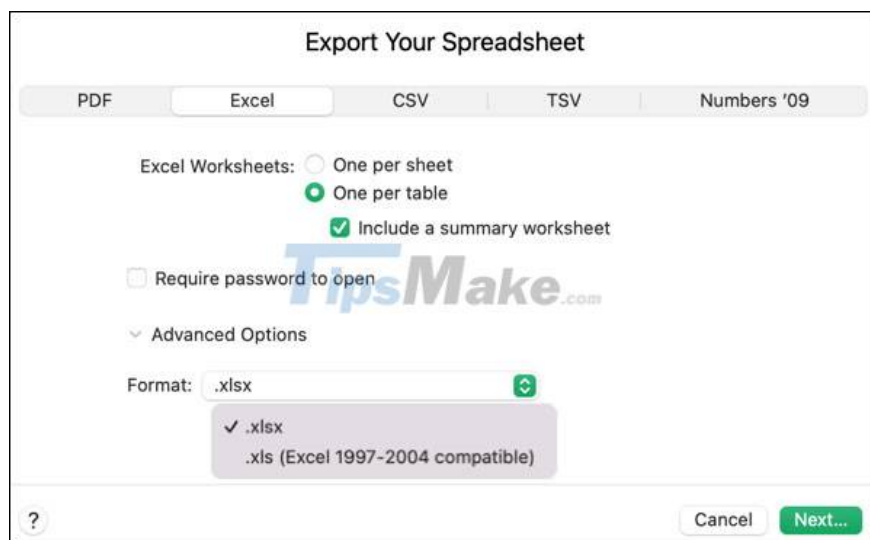 Export Your Spreadsheet
PDF Excel CSV TSV Numbers '09
Excel Worksheets: One per sheet
One per table
Include a summary worksheet
Require password to open
TipsMake.com
Advanced Options
Format: .xlsx
✓ .xlsx
.xls (Excel 1997-2004 compatible)
? Cancel Next...